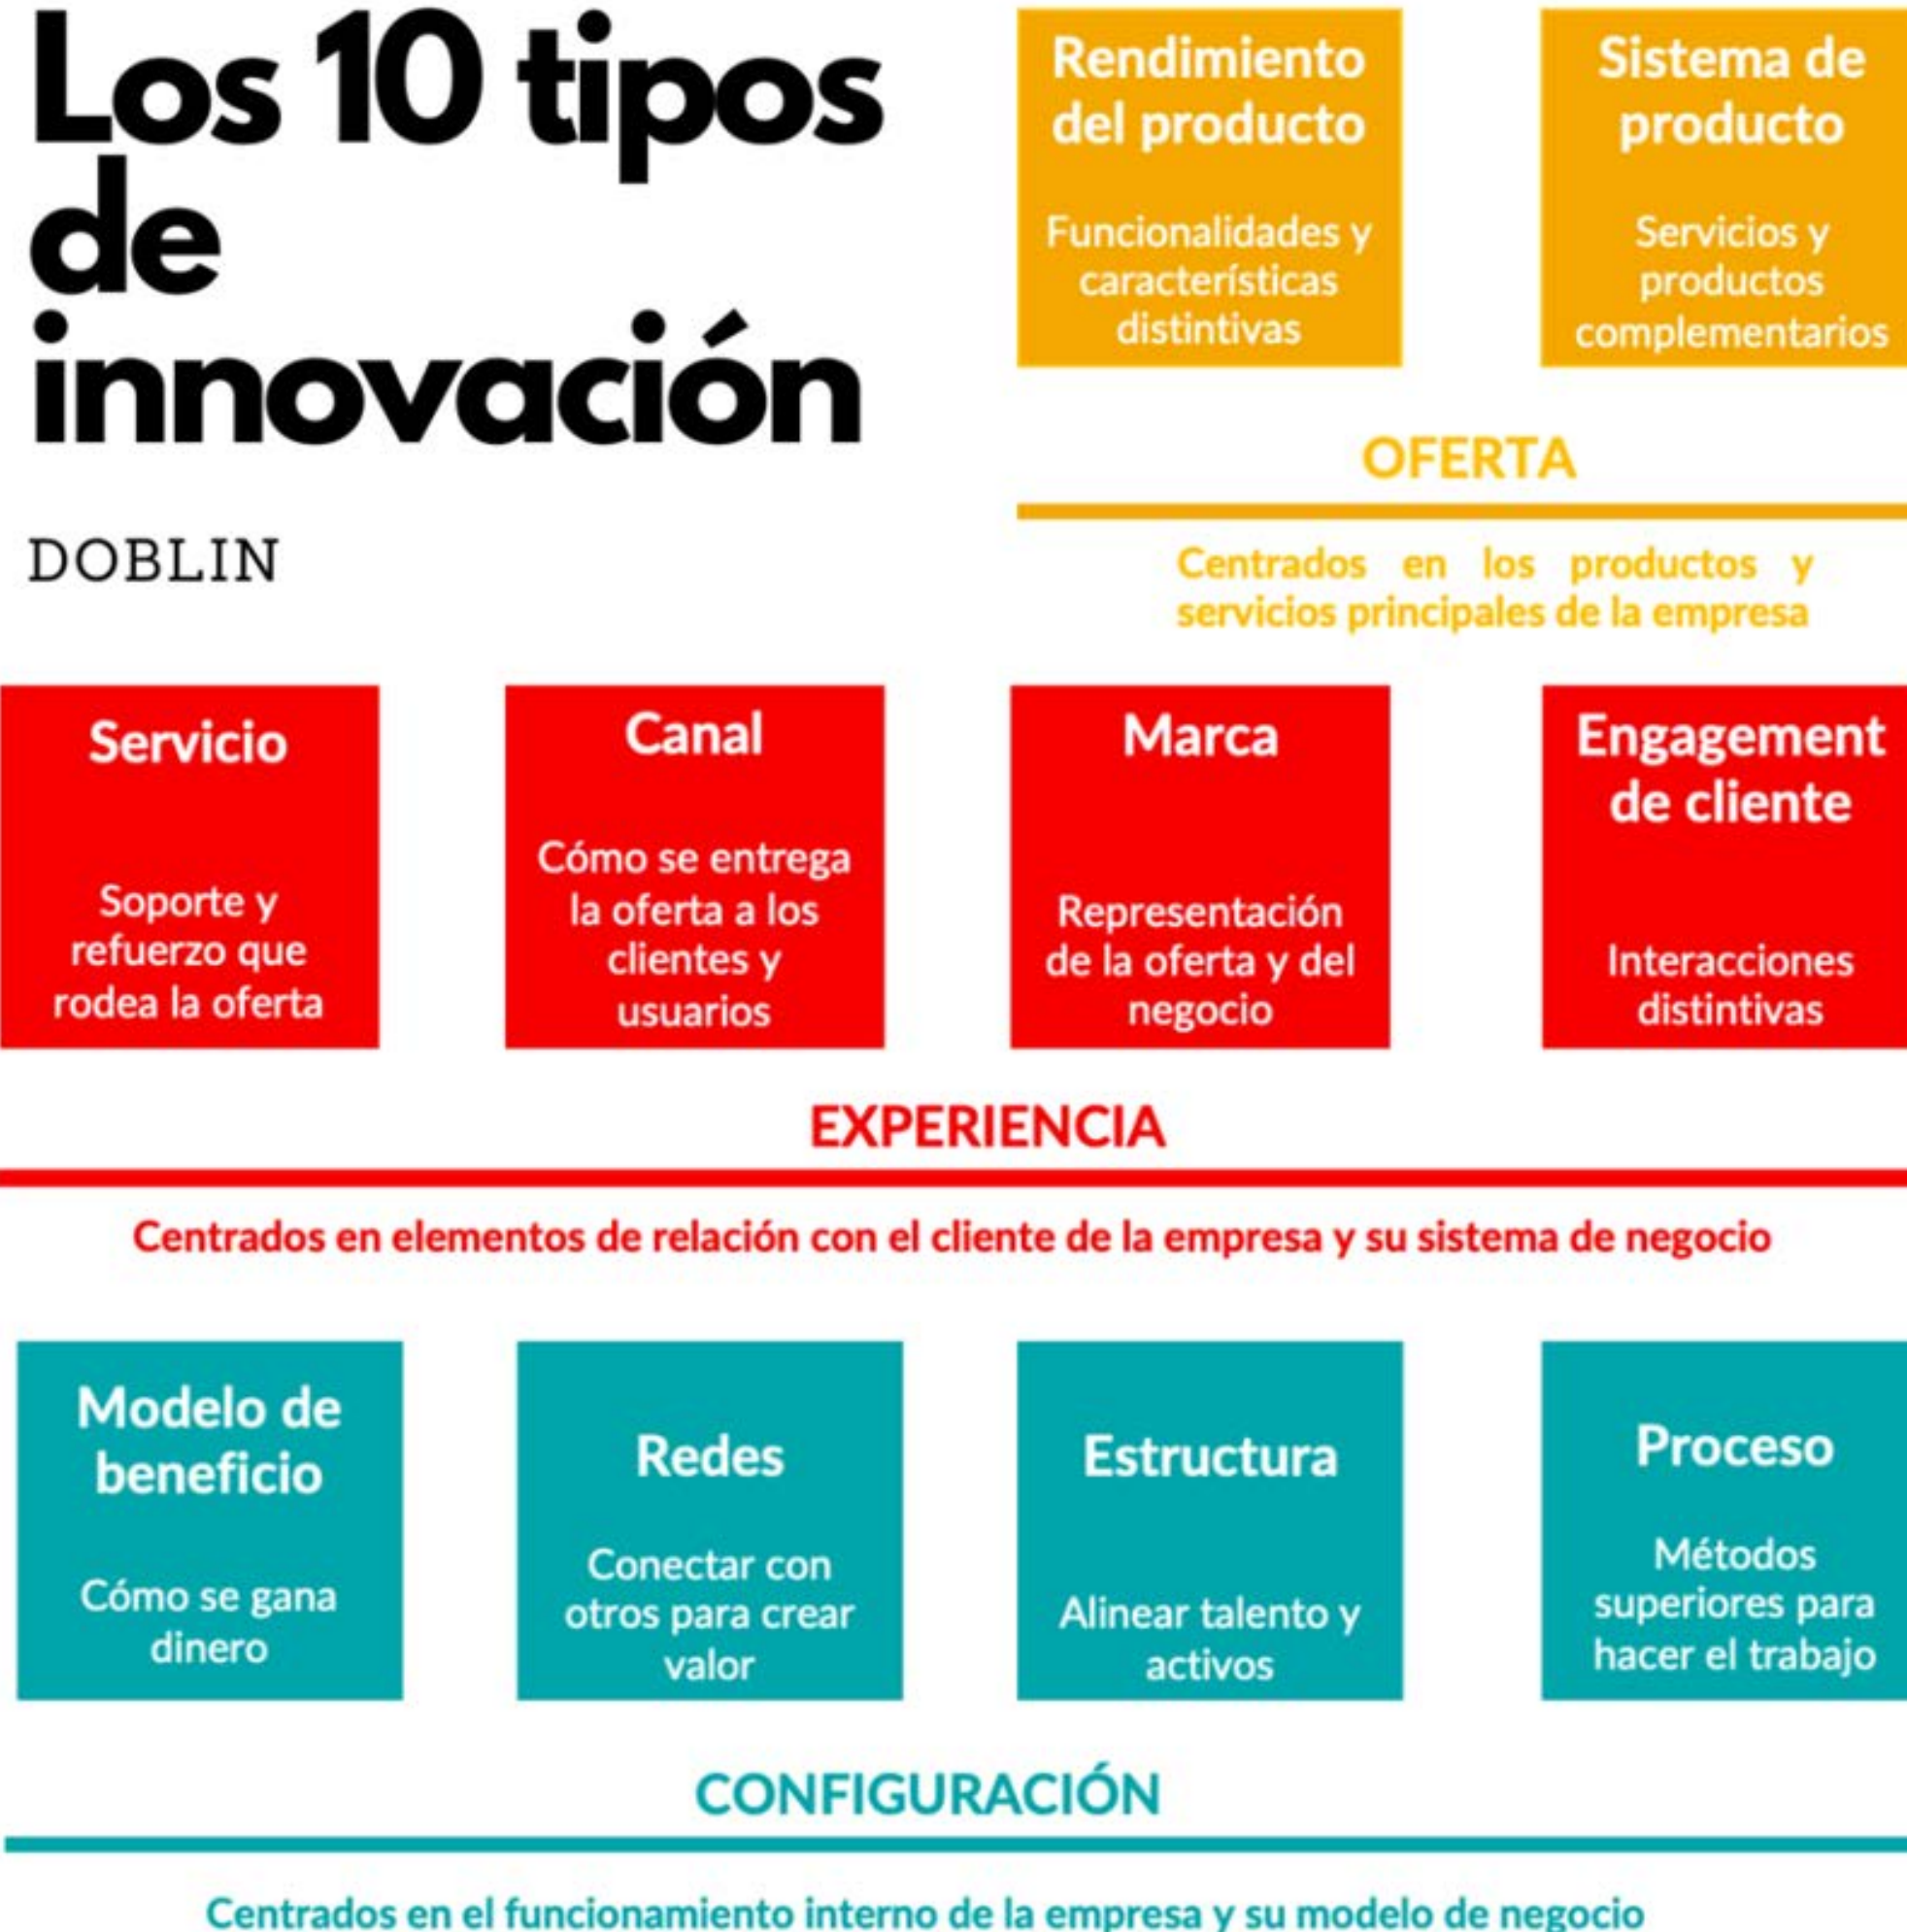 Los 10 tipos
de
innovación
DOBLIN
Rendimiento
del producto
Funcionalidades y
características
distintivas
Sistema de
producto
Servicios y
productos
complementarios
OFERTA
Centrados en los productos y
servicios principales de la empresa
Servicio
Soporte y
refuerzo que
rodea la oferta
Canal
Cómo se entrega
la oferta a los
clientes y
usuarios
Marca
Representación
de la oferta y del
negocio
Engagement
de cliente
Interacciones
distintivas
EXPERIENCIA
Centrados en elementos de relación con el cliente de la empresa y su sistema de negocio
Modelo de
beneficio
Cómo se gana
dinero
Redes
Conectar con
otros para crear
valor
Estructura
Alinear talento y
activos
Proceso
Métodos
superiores para
hacer el trabajo
CONFIGURACIÓN
Centrados en el funcionamiento interno de la empresa y su modelo de negocio